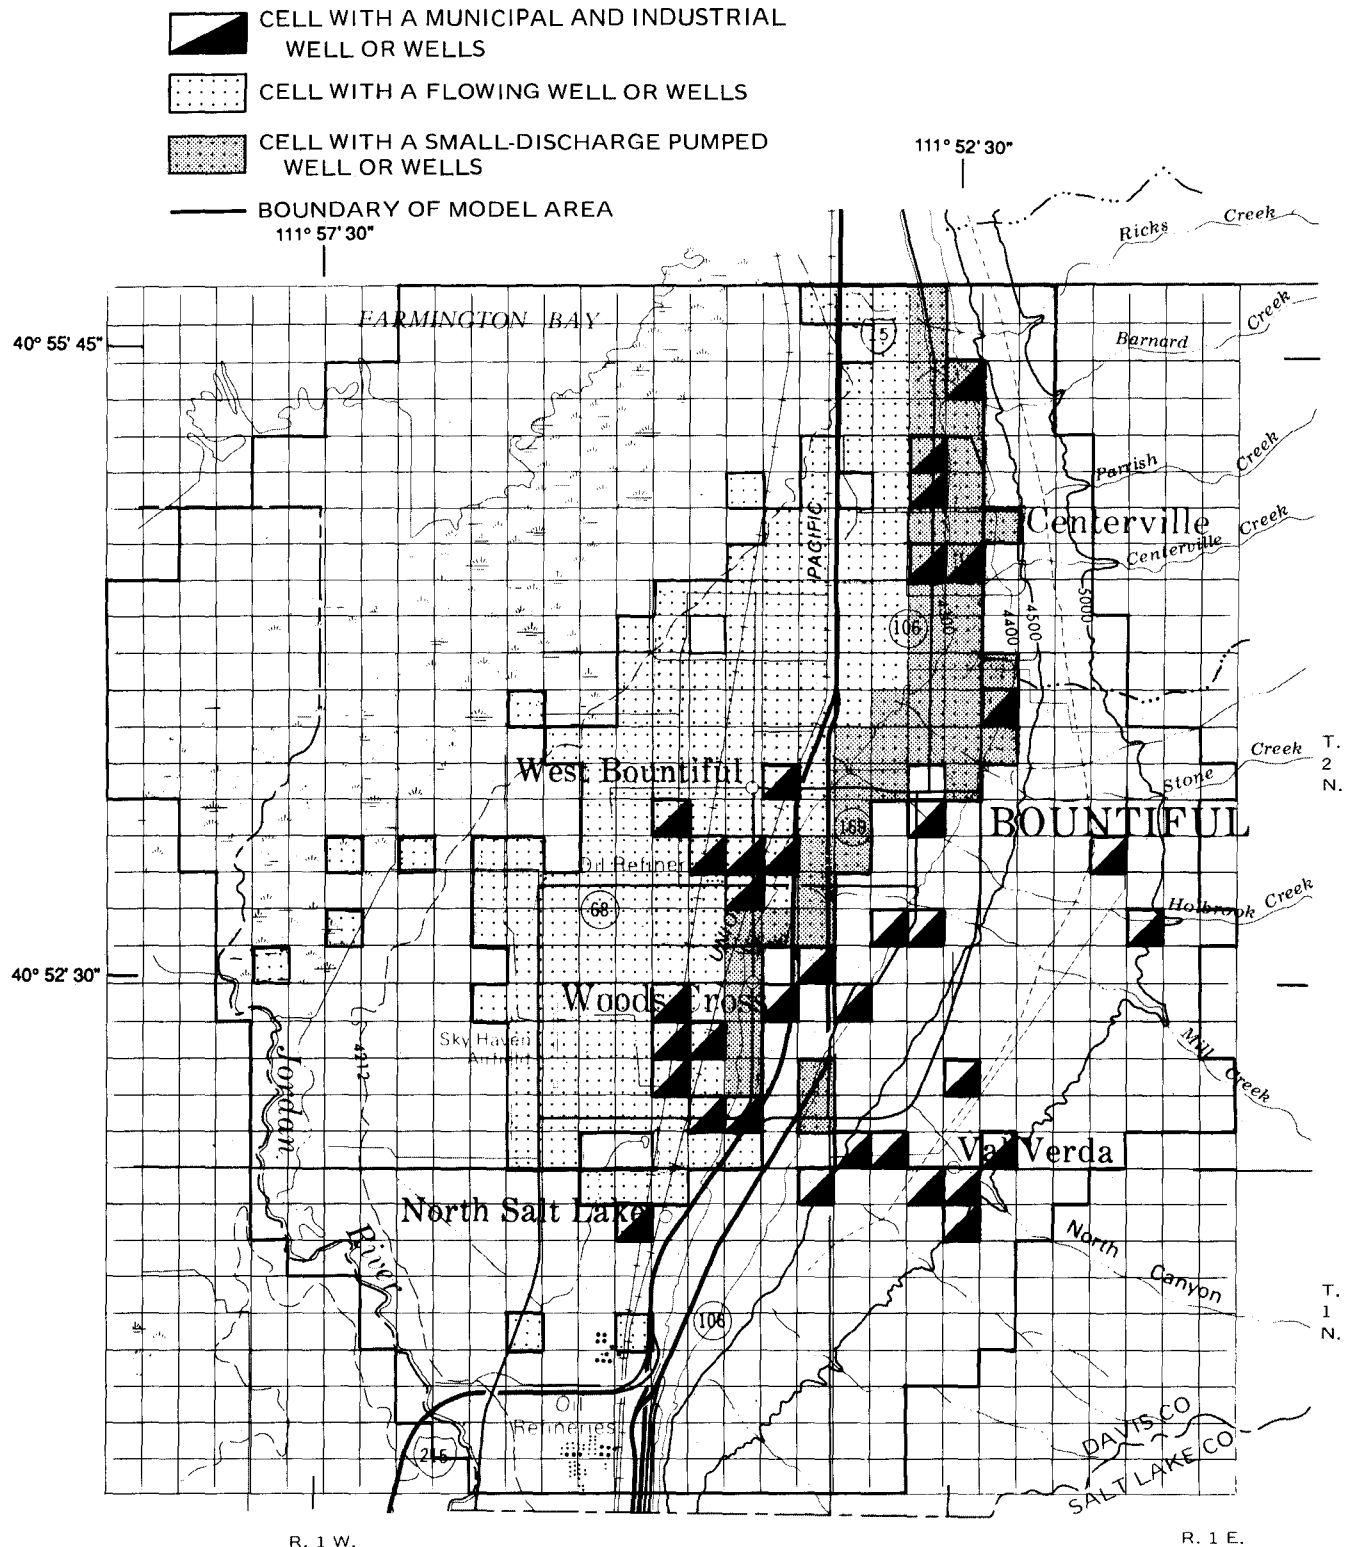 CELL WITH A MUNICIPAL AND INDUSTRIAL
WELL OR WELLS
CELL WITH A FLOWING WELL OR WELLS
CELL WITH A SMALL-DISCHARGE PUMPED
WELL OR WELLS
BOUNDARY OF MODEL AREA
111° 52' 30"
111° 57' 30"
Ricks Creek
FARMINGTON BAY
15
40° 55' 45"
Barnard Creek
Parrish Creek
PACIFIC
Centerville
Centerville Creek
106
4300
4400
4500
5000
T.
2
N.
West Bountiful
Stone Creek
BOUNTIFUL
169
Oil Refinery
68
Holbrook Creek
UNION
40° 52' 30"
Woods Cross
Sky Haven
Airfield
4212
Jordan
River
Mill Creek
Val Verda
North Salt Lake
North
Canyon
T.
1
N.
106
Oil
Refineries
215
DAVIS CO
SALT LAKE CO
R. 1 W.
R. 1 E.